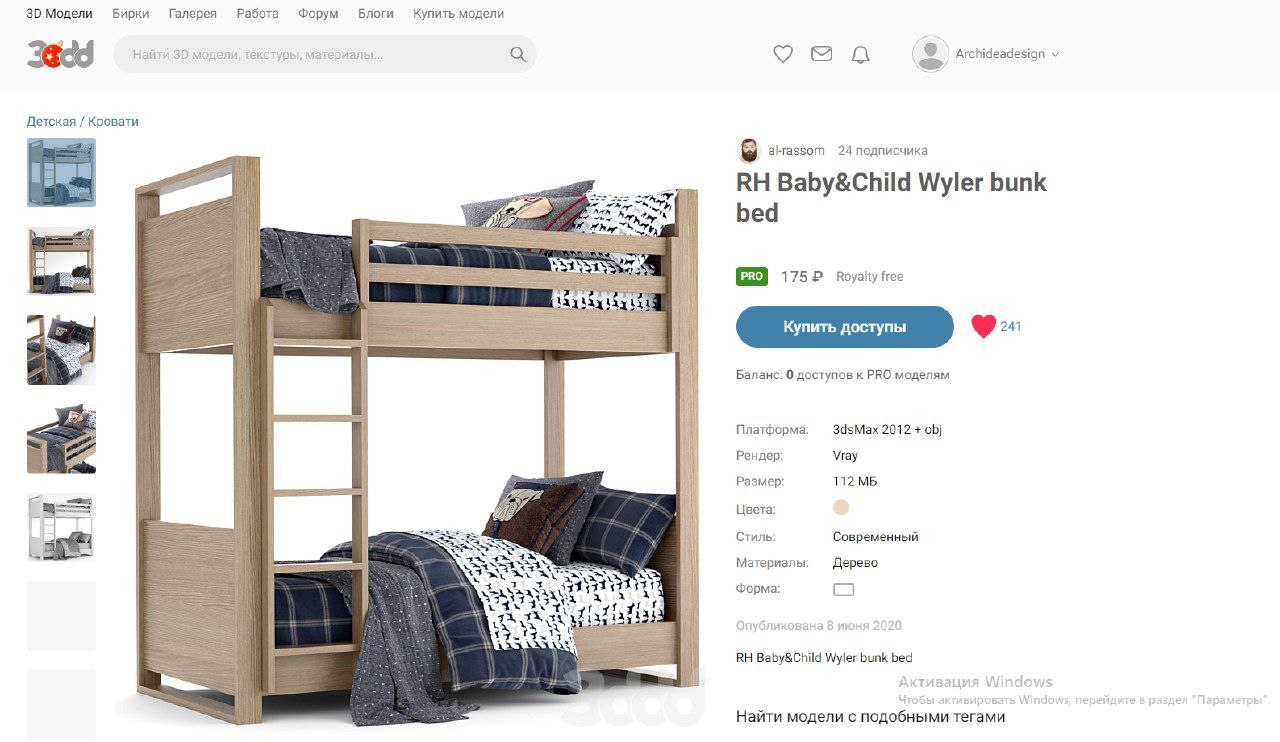 3D Модели Бирки Галерея Работа Форум Блоги Купить модели
3ddd
Найти 3D модели, текстуры, материалы...
Archideadesign
Детская / Кровати
al-rassom 24 подписчика
RH Baby&Child Wyler bunk
bed
PRO 175 ₽ Royalty free
Купить доступы 241
Баланс: 0 доступов к PRO моделям
Платформа: 3dsMax 2012 + obj
Рендер: Vray
Размер: 112 МБ
Цвета:
Стиль: Современный
Материалы: Дерево
Форма:
Опубликована 8 июня 2020
RH Baby&Child Wyler bunk bed
Активация Windows
Чтобы активировать Windows, перейдите в раздел "Параметры".
Найти модели с подобными тегами
3ddd